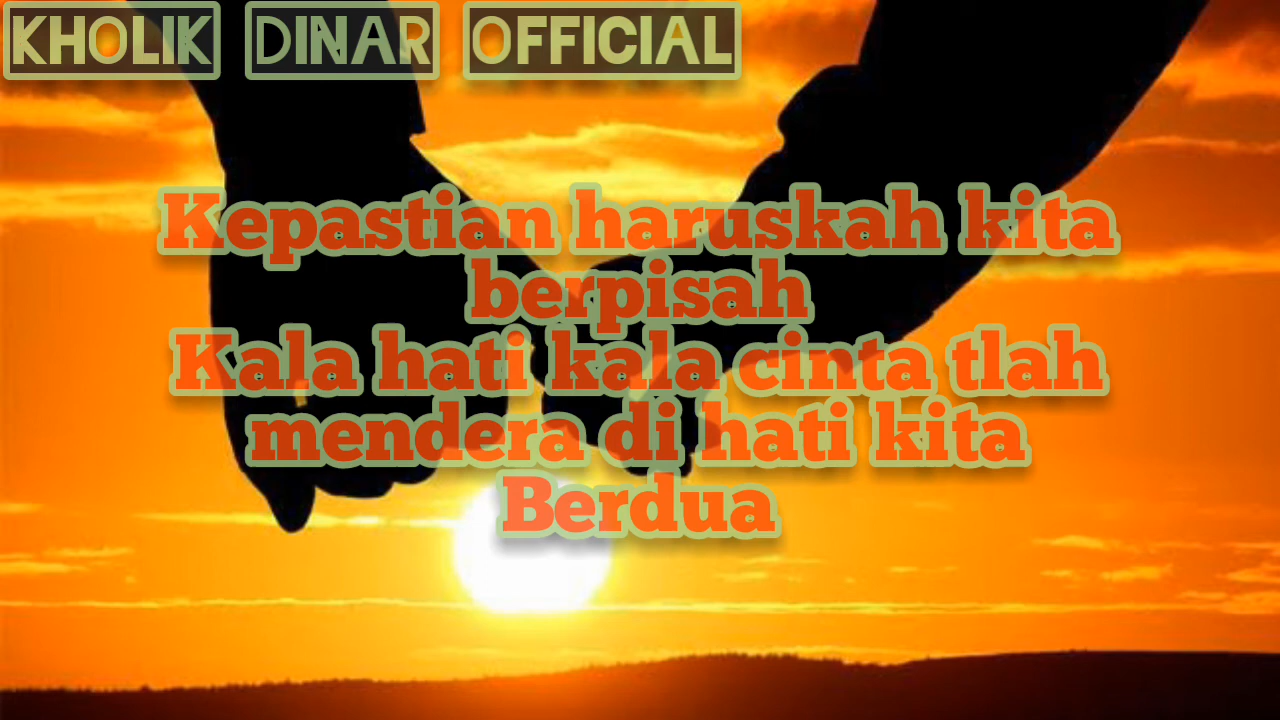 KHOLIK DINAR OFFICIAL
Kepastian haruskah kita
berpisah
Kala hati kala cinta tlah
mendera di hati kita
Berdua